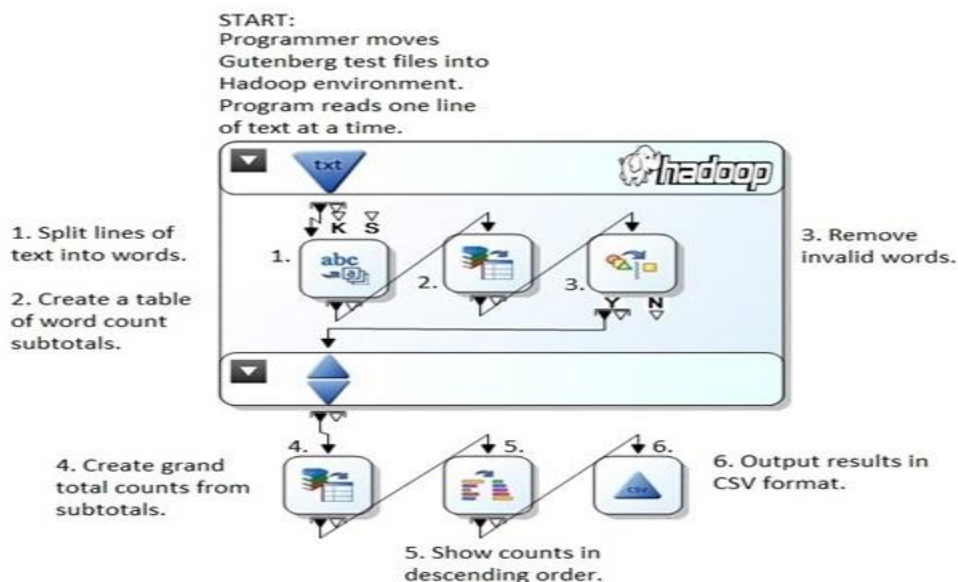 START:
Programmer moves
Gutenberg test files into
Hadoop environment.
Program reads one line
of text at a time.
txt
hadoop
K S
1. Split lines of
text into words.
2. Create a table
of word count
subtotals.
1.
abc
a
2.
3.
3. Remove
invalid words.
Y N
4.
5.
6.
4. Create grand
total counts from
subtotals.
CSV
6. Output results in
CSV format.
5. Show counts in
descending order.